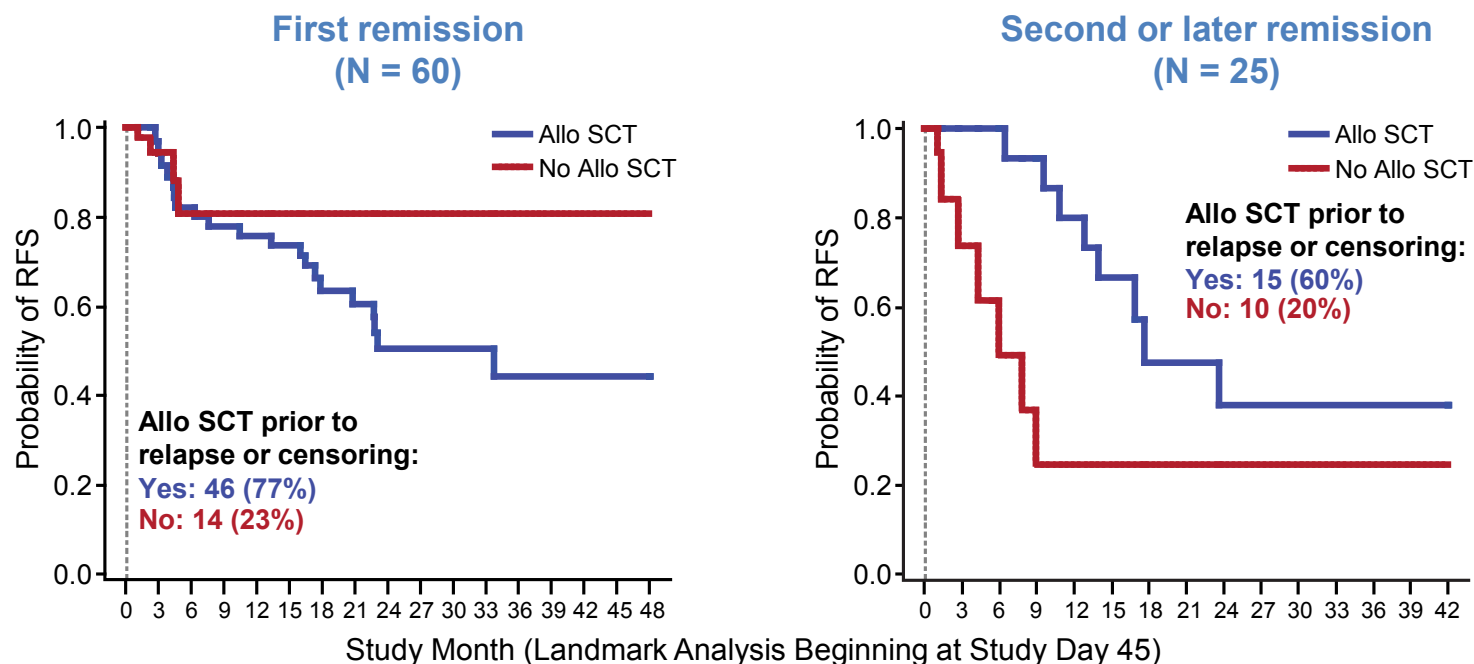 First remission
(N = 60)
1.0
0.8
0.6
0.4
0.2
0.0
Probability of RFS
Allo SCT
No Allo SCT
Allo SCT prior to
relapse or censoring:
Yes: 46 (77%)
No: 14 (23%)
0 3 6 9 12 15 18 21 24 27 30 33 36 39 42 45 48
Second or later remission
(N = 25)
1.0
0.8
0.6
0.4
0.2
0.0
Probability of RFS
Allo SCT
No Allo SCT
Allo SCT prior to
relapse or censoring:
Yes: 15 (60%)
No: 10 (20%)
0 3 6 9 12 15 18 21 24 27 30 33 36 39 42
Study Month (Landmark Analysis Beginning at Study Day 45)